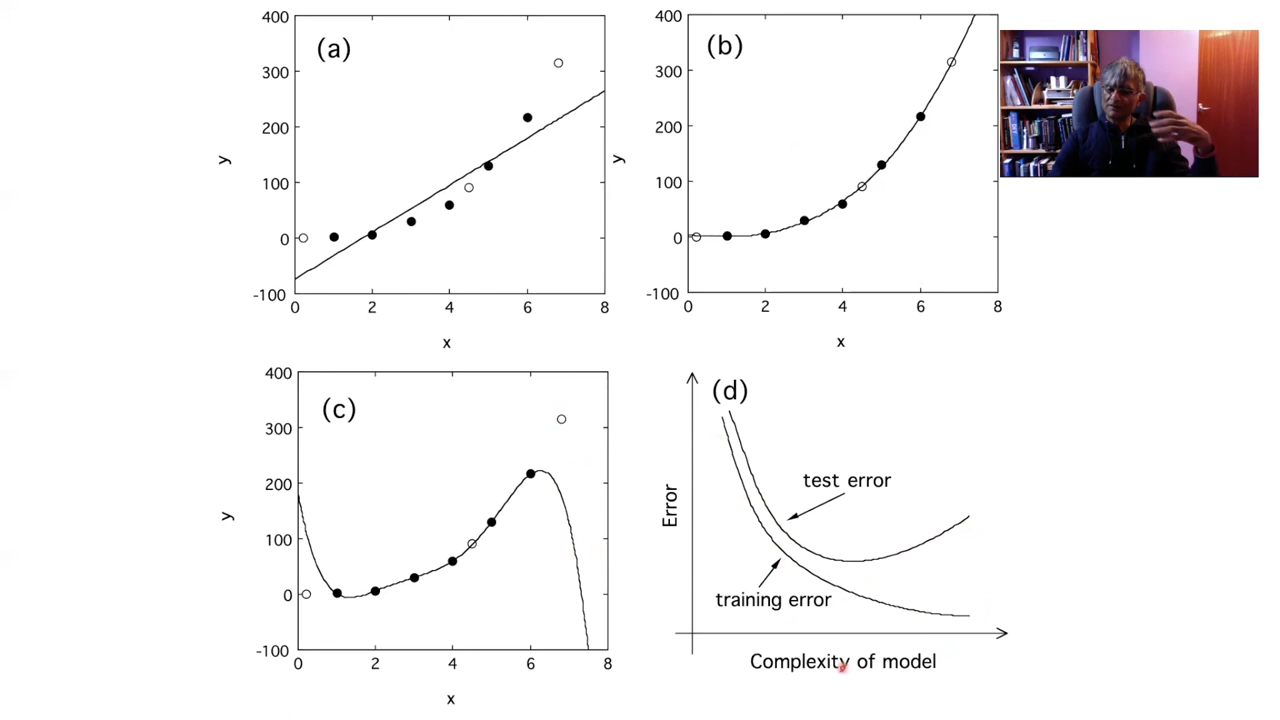 (a)
y
400
300
200
100
0
-100
0 2 4 6 8
x
(b)
y
400
300
200
100
0
-100
0 2 4 6 8
x
(c)
y
400
300
200
100
0
-100
0 2 4 6 8
x
(d)
Error
test error
training error
Complexity of model